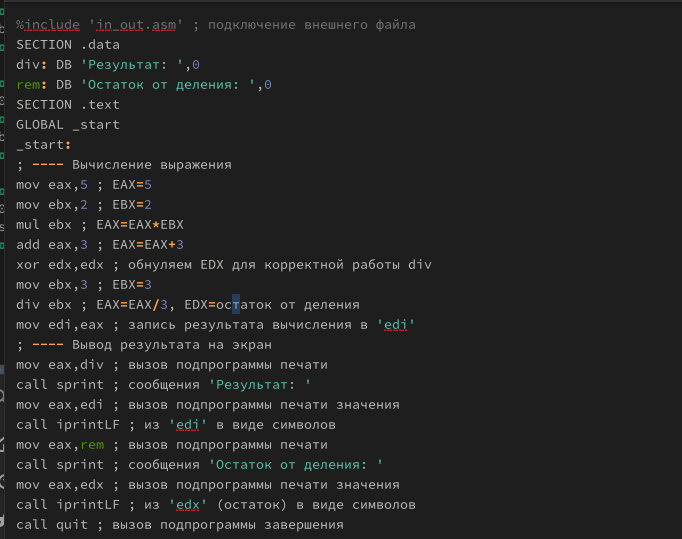 %include 'in_out.asm' ; подключение внешнего файла
SECTION .data
div: DB 'Результат: ',0
rem: DB 'Остаток от деления: ',0
SECTION .text
GLOBAL _start
_start:
; ---- Вычисление выражения
mov eax,5 ; EAX=5
mov ebx,2 ; EBX=2
mul ebx ; EAX=EAX*EBX
add eax,3 ; EAX=EAX+3
xor edx,edx ; обнуляем EDX для корректной работы div
mov ebx,3 ; EBX=3
div ebx ; EAX=EAX/3, EDX=остаток от деления
mov edi,eax ; запись результата вычисления в 'edi'
; ---- Вывод результата на экран
mov eax,div ; вызов подпрограммы печати
call sprint ; сообщения 'Результат: '
mov eax,edi ; вызов подпрограммы печати значения
call iprintLF ; из 'edi' в виде символов
mov eax,rem ; вызов подпрограммы печати
call sprint ; сообщения 'Остаток от деления: '
mov eax,edx ; вызов подпрограммы печати значения
call iprintLF ; из 'edx' (остаток) в виде символов
call quit ; вызов подпрограммы завершения